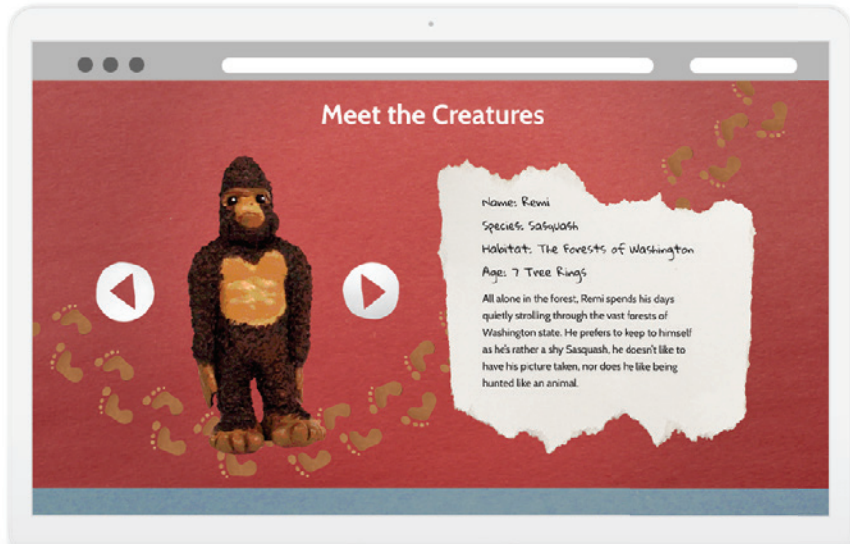 Meet the Creatures
Name: Remi
Species: Sasquash
Habitat: The Forests of Washington
Age: 7 Tree Rings
All alone in the forest, Remi spends his days
quietly strolling through the vast forests of
Washington state. He prefers to keep to himself
as he's rather a shy Sasquash, he doesn't like to
have his picture taken, nor does he like being
hunted like an animal.